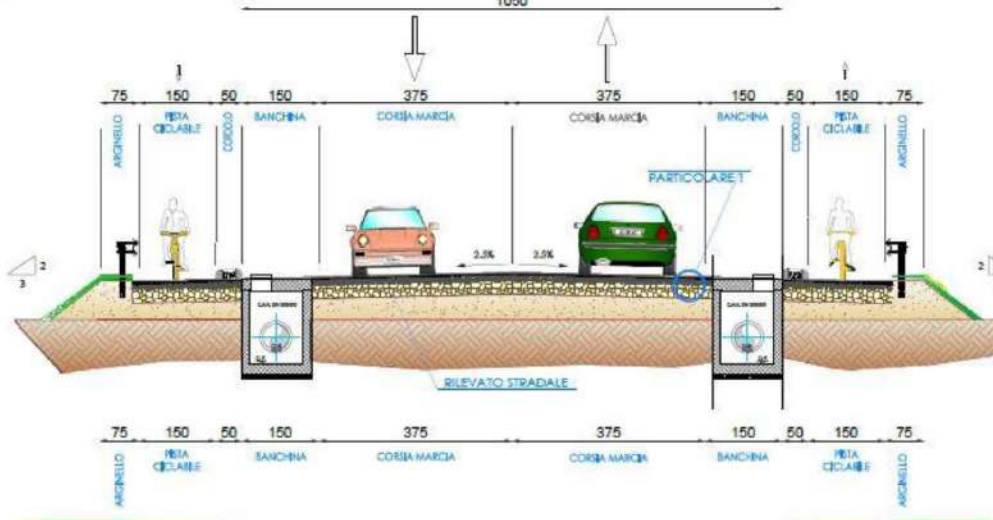 1050
1
1
75 150 50 150 375 375 150 50 150 75
ARGINELLO PISTA CICLABILE CORDOLO BANCHINA CORSIA MARCIA CORSIA MARCIA BANCHINA CORDOLO PISTA CICLABILE ARGINELLO
PARTICOLARE 1
2.5% 2.5%
2
3
2
RILEVATO STRADALE
75 150 50 150 375 375 150 50 150 75
ARGINELLO PISTA CICLABILE BANCHINA CORSIA MARCIA CORSIA MARCIA BANCHINA PISTA CICLABILE ARGINELLO